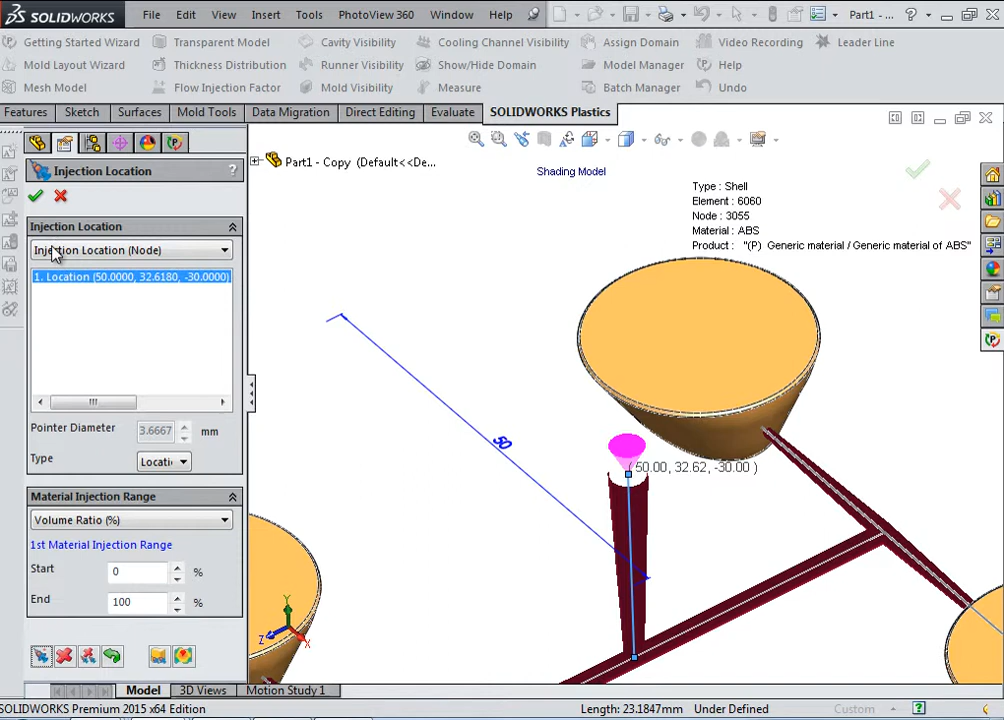 SOLIDWORKS File Edit View Insert Tools PhotoView 360 Window Help Part1 - ...
Getting Started Wizard Transparent Model Cavity Visibility Cooling Channel Visibility Assign Domain Video Recording Leader Line
Mold Layout Wizard Thickness Distribution Runner Visibility Show/Hide Domain Model Manager Help
Mesh Model Flow Injection Factor Mold Visibility Measure Batch Manager Undo
Features Sketch Surfaces Mold Tools Data Migration Direct Editing Evaluate SOLIDWORKS Plastics
Part1 - Copy (Default<<De...
Shading Model
Injection Location ?
Type : Shell
Element : 6060
Node : 3055
Material : ABS
Product : "(P) Generic material / Generic material of ABS"
Injection Location
Injection Location (Node)
1. Location (50.0000, 32.6180, -30.0000)
50
(50.00, 32.62, -30.00 )
Pointer Diameter 3.6667 mm
Type Locati
Material Injection Range
Volume Ratio (%)
1st Material Injection Range
Start 0 %
End 100 %
Y
Z
X
Model 3D Views Motion Study 1
SOLIDWORKS Premium 2015 x64 Edition Length: 23.1847mm Under Defined Custom ?